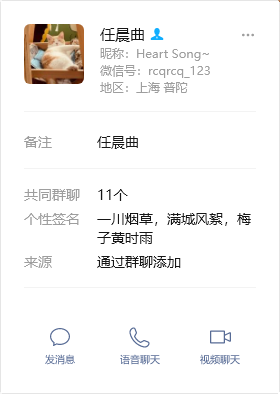 任晨曲
昵称：Heart Song~
微信号：rcqrcq_123
地区：上海 普陀
备注 任晨曲
共同群聊 11个
个性签名 一川烟草，满城风絮，梅
子黄时雨
来源 通过群聊添加
发消息 语音聊天 视频聊天